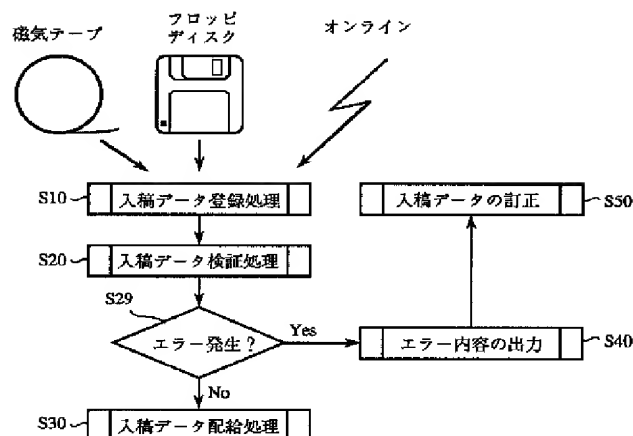 磁気テープ
フロッピ
ディスク
オンライン
S10
入稿データ登録処理
入稿データの訂正
S50
S20
入稿データ検証処理
S29
エラー発生？
Yes
エラー内容の出力
S40
No
S30
入稿データ配給処理